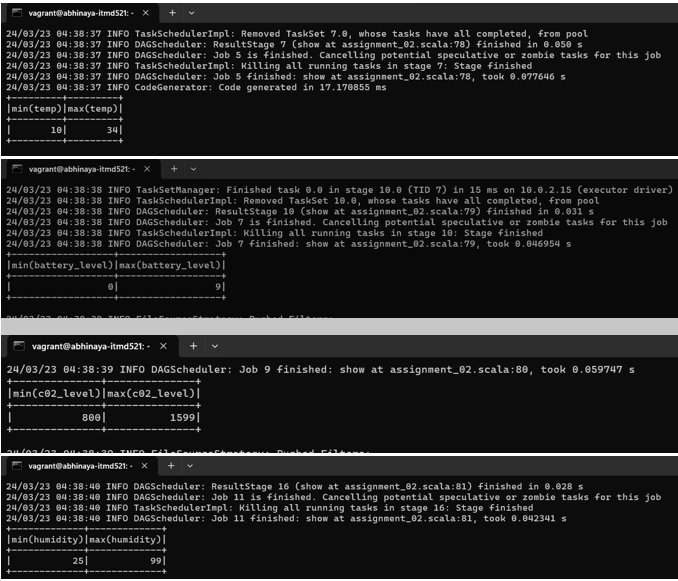 vagrant@abhinaya-itmd521: ~ × + ⌄
24/03/23 04:38:37 INFO TaskSchedulerImpl: Removed TaskSet 7.0, whose tasks have all completed, from pool
24/03/23 04:38:37 INFO DAGScheduler: ResultStage 7 (show at assignment_02.scala:78) finished in 0.050 s
24/03/23 04:38:37 INFO DAGScheduler: Job 5 is finished. Cancelling potential speculative or zombie tasks for this job
24/03/23 04:38:37 INFO TaskSchedulerImpl: Killing all running tasks in stage 7: Stage finished
24/03/23 04:38:37 INFO DAGScheduler: Job 5 finished: show at assignment_02.scala:78, took 0.077646 s
24/03/23 04:38:37 INFO CodeGenerator: Code generated in 17.170855 ms
+---------+---------+
|min(temp)|max(temp)|
+---------+---------+
|       10|       34|
+---------+---------+
vagrant@abhinaya-itmd521: ~ × + ⌄
24/03/23 04:38:38 INFO TaskSetManager: Finished task 0.0 in stage 10.0 (TID 7) in 15 ms on 10.0.2.15 (executor driver)
24/03/23 04:38:38 INFO TaskSchedulerImpl: Removed TaskSet 10.0, whose tasks have all completed, from pool
24/03/23 04:38:38 INFO DAGScheduler: ResultStage 10 (show at assignment_02.scala:79) finished in 0.031 s
24/03/23 04:38:38 INFO DAGScheduler: Job 7 is finished. Cancelling potential speculative or zombie tasks for this job
24/03/23 04:38:38 INFO TaskSchedulerImpl: Killing all running tasks in stage 10: Stage finished
24/03/23 04:38:38 INFO DAGScheduler: Job 7 finished: show at assignment_02.scala:79, took 0.046954 s
+------------------+------------------+
|min(battery_level)|max(battery_level)|
+------------------+------------------+
|                 0|                 9|
+------------------+------------------+
vagrant@abhinaya-itmd521: ~ × + ⌄
24/03/23 04:38:39 INFO DAGScheduler: Job 9 finished: show at assignment_02.scala:80, took 0.059747 s
+--------------+--------------+
|min(c02_level)|max(c02_level)|
+--------------+--------------+
|           800|          1599|
+--------------+--------------+
vagrant@abhinaya-itmd521: ~ × + ⌄
24/03/23 04:38:40 INFO DAGScheduler: ResultStage 16 (show at assignment_02.scala:81) finished in 0.028 s
24/03/23 04:38:40 INFO DAGScheduler: Job 11 is finished. Cancelling potential speculative or zombie tasks for this job
24/03/23 04:38:40 INFO TaskSchedulerImpl: Killing all running tasks in stage 16: Stage finished
24/03/23 04:38:40 INFO DAGScheduler: Job 11 finished: show at assignment_02.scala:81, took 0.042341 s
+-------------+-------------+
|min(humidity)|max(humidity)|
+-------------+-------------+
|           25|           99|
+-------------+-------------+